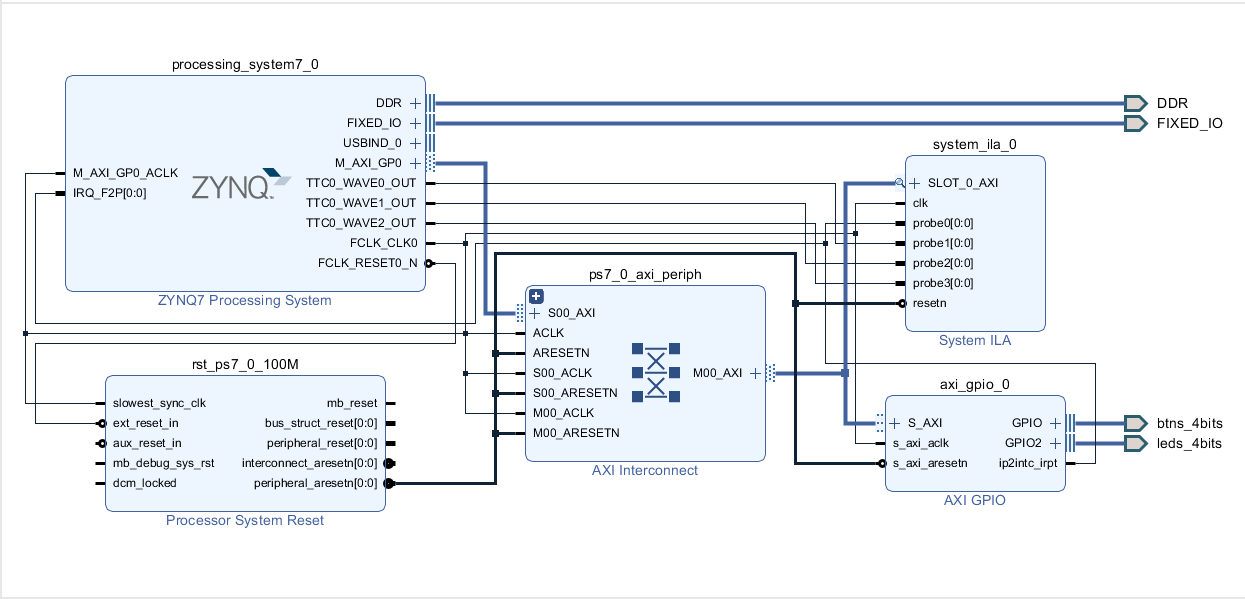 processing_system7_0
DDR
FIXED_IO
USBIND_0
M_AXI_GP0
M_AXI_GP0_ACLK
TTC0_WAVE0_OUT
IRQ_F2P[0:0]
ZYNQ
TTC0_WAVE1_OUT
TTC0_WAVE2_OUT
FCLK_CLK0
FCLK_RESET0_N
ZYNQ7 Processing System
DDR
FIXED_IO
system_ila_0
SLOT_0_AXI
clk
probe0[0:0]
probe1[0:0]
probe2[0:0]
probe3[0:0]
resetn
System ILA
ps7_0_axi_periph
S00_AXI
ACLK
ARESETN
S00_ACLK
S00_ARESETN
M00_ACLK
M00_ARESETN
M00_AXI
AXI Interconnect
rst_ps7_0_100M
slowest_sync_clk
ext_reset_in
aux_reset_in
mb_debug_sys_rst
dcm_locked
mb_reset
bus_struct_reset[0:0]
peripheral_reset[0:0]
interconnect_aresetn[0:0]
peripheral_aresetn[0:0]
Processor System Reset
axi_gpio_0
S_AXI
s_axi_aclk
s_axi_aresetn
GPIO
GPIO2
ip2intc_irpt
AXI GPIO
btns_4bits
leds_4bits